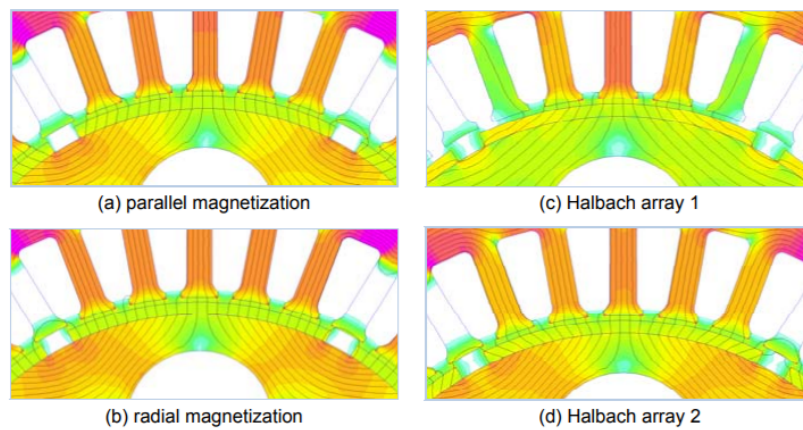 (a) parallel magnetization
(c) Halbach array 1
(b) radial magnetization
(d) Halbach array 2